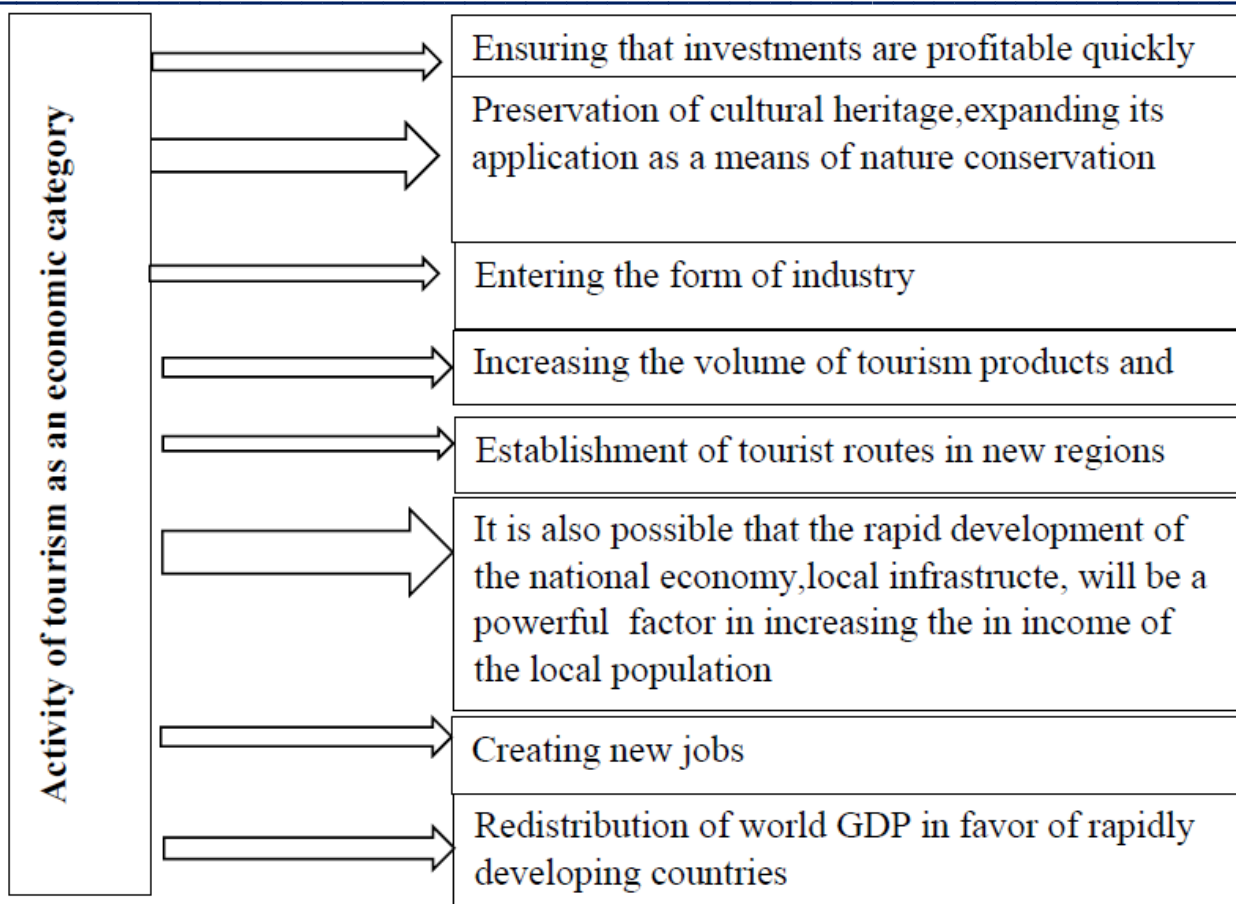 Activity of tourism as an economic category
Ensuring that investments are profitable quickly
Preservation of cultural heritage,expanding its
application as a means of nature conservation
Entering the form of industry
Increasing the volume of tourism products and
Establishment of tourist routes in new regions
It is also possible that the rapid development of
the national economy,local infrastructe, will be a
powerful factor in increasing the in income of
the local population
Creating new jobs
Redistribution of world GDP in favor of rapidly
developing countries